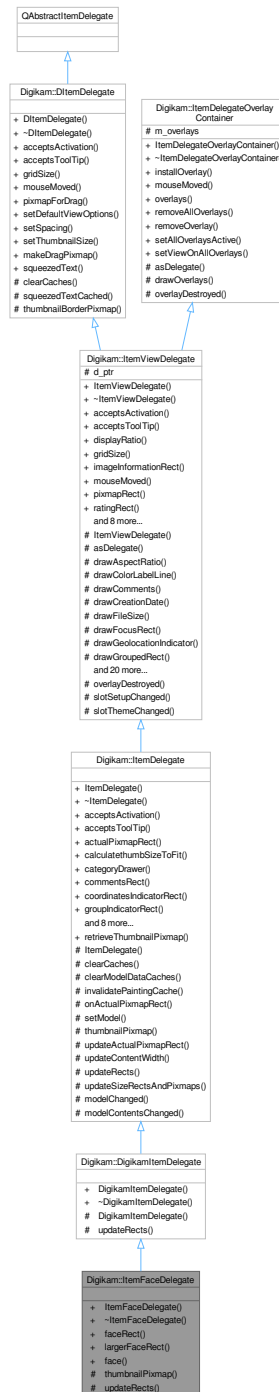 QAbstractItemDelegate
Digikam::DItemDelegate
+ DItemDelegate()
+ ~DItemDelegate()
+ acceptsActivation()
+ acceptsToolTip()
+ gridSize()
+ mouseMoved()
+ pixmapForDrag()
+ setDefaultViewOptions()
+ setSpacing()
+ setThumbnailSize()
+ makeDragPixmap()
+ squeezedText()
# clearCaches()
# squeezedTextCached()
# thumbnailBorderPixmap()
Digikam::ItemDelegateOverlay
Container
# m_overlays
+ ItemDelegateOverlayContainer()
+ ~ItemDelegateOverlayContainer
+ installOverlay()
+ mouseMoved()
+ overlays()
+ removeAllOverlays()
+ removeOverlay()
+ setAllOverlaysActive()
+ setViewOnAllOverlays()
# asDelegate()
# drawOverlays()
# overlayDestroyed()
Digikam::ItemViewDelegate
# d_ptr
+ ItemViewDelegate()
+ ~ItemViewDelegate()
+ acceptsActivation()
+ acceptsToolTip()
+ displayRatio()
+ gridSize()
+ imageInformationRect()
+ mouseMoved()
+ pixmapRect()
+ ratingRect()
and 8 more...
# ItemViewDelegate()
# asDelegate()
# drawAspectRatio()
# drawColorLabelLine()
# drawComments()
# drawCreationDate()
# drawFileSize()
# drawFocusRect()
# drawGeolocationIndicator()
# drawGroupedRect()
and 20 more...
# overlayDestroyed()
# slotSetupChanged()
# slotThemeChanged()
Digikam::ItemDelegate
+ ItemDelegate()
+ ~ItemDelegate()
+ acceptsActivation()
+ acceptsToolTip()
+ actualPixmapRect()
+ calculatethumbSizeToFit()
+ categoryDrawer()
+ commentsRect()
+ coordinatesIndicatorRect()
+ groupIndicatorRect()
and 8 more...
+ retrieveThumbnailPixmap()
# ItemDelegate()
# clearCaches()
# clearModelDataCaches()
# invalidatePaintingCache()
# onActualPixmapRect()
# setModel()
# thumbnailPixmap()
# updateActualPixmapRect()
# updateContentWidth()
# updateRects()
# updateSizeRectsAndPixmaps()
# modelChanged()
# modelContentsChanged()
Digikam::DigikamItemDelegate
+ DigikamItemDelegate()
+ ~DigikamItemDelegate()
# DigikamItemDelegate()
# updateRects()
Digikam::ItemFaceDelegate
+ ItemFaceDelegate()
+ ~ItemFaceDelegate()
+ faceRect()
+ largerFaceRect()
+ face()
# thumbnailPixmap()
# updateRects()